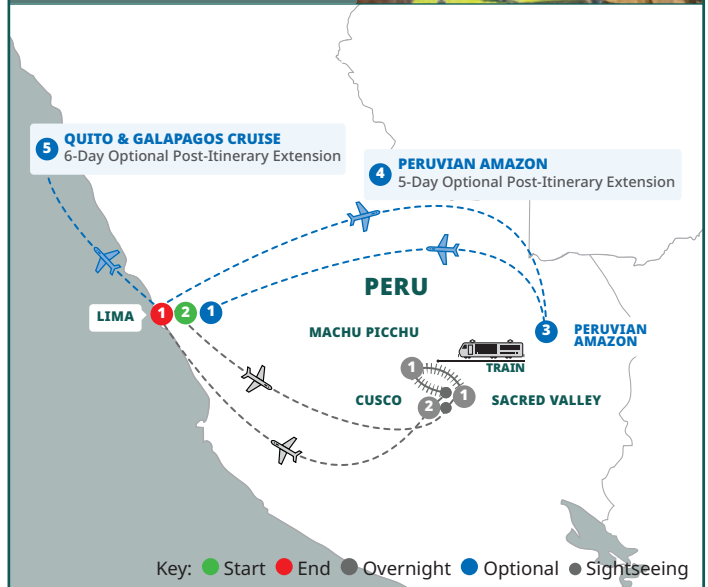 5 QUITO & GALAPAGOS CRUISE
6-Day Optional Post-Itinerary Extension
4 PERUVIAN AMAZON
5-Day Optional Post-Itinerary Extension
PERU
LIMA 1 2 1
MACHU PICCHU
3 PERUVIAN
AMAZON
TRAIN
1
CUSCO 2 1 SACRED VALLEY
Key: Start End Overnight Optional Sightseeing